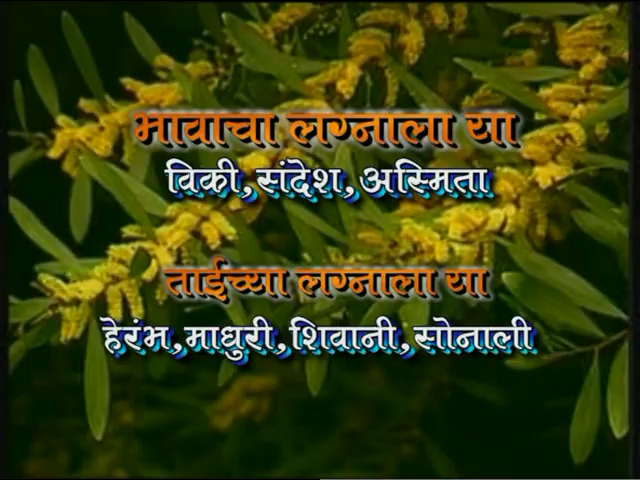 भावाचा लग्नाला या
विकी,संदेश,अस्मिता
ताईच्या लग्नाला या
हेरंभ,माधुरी,शिवानी,सोनाली